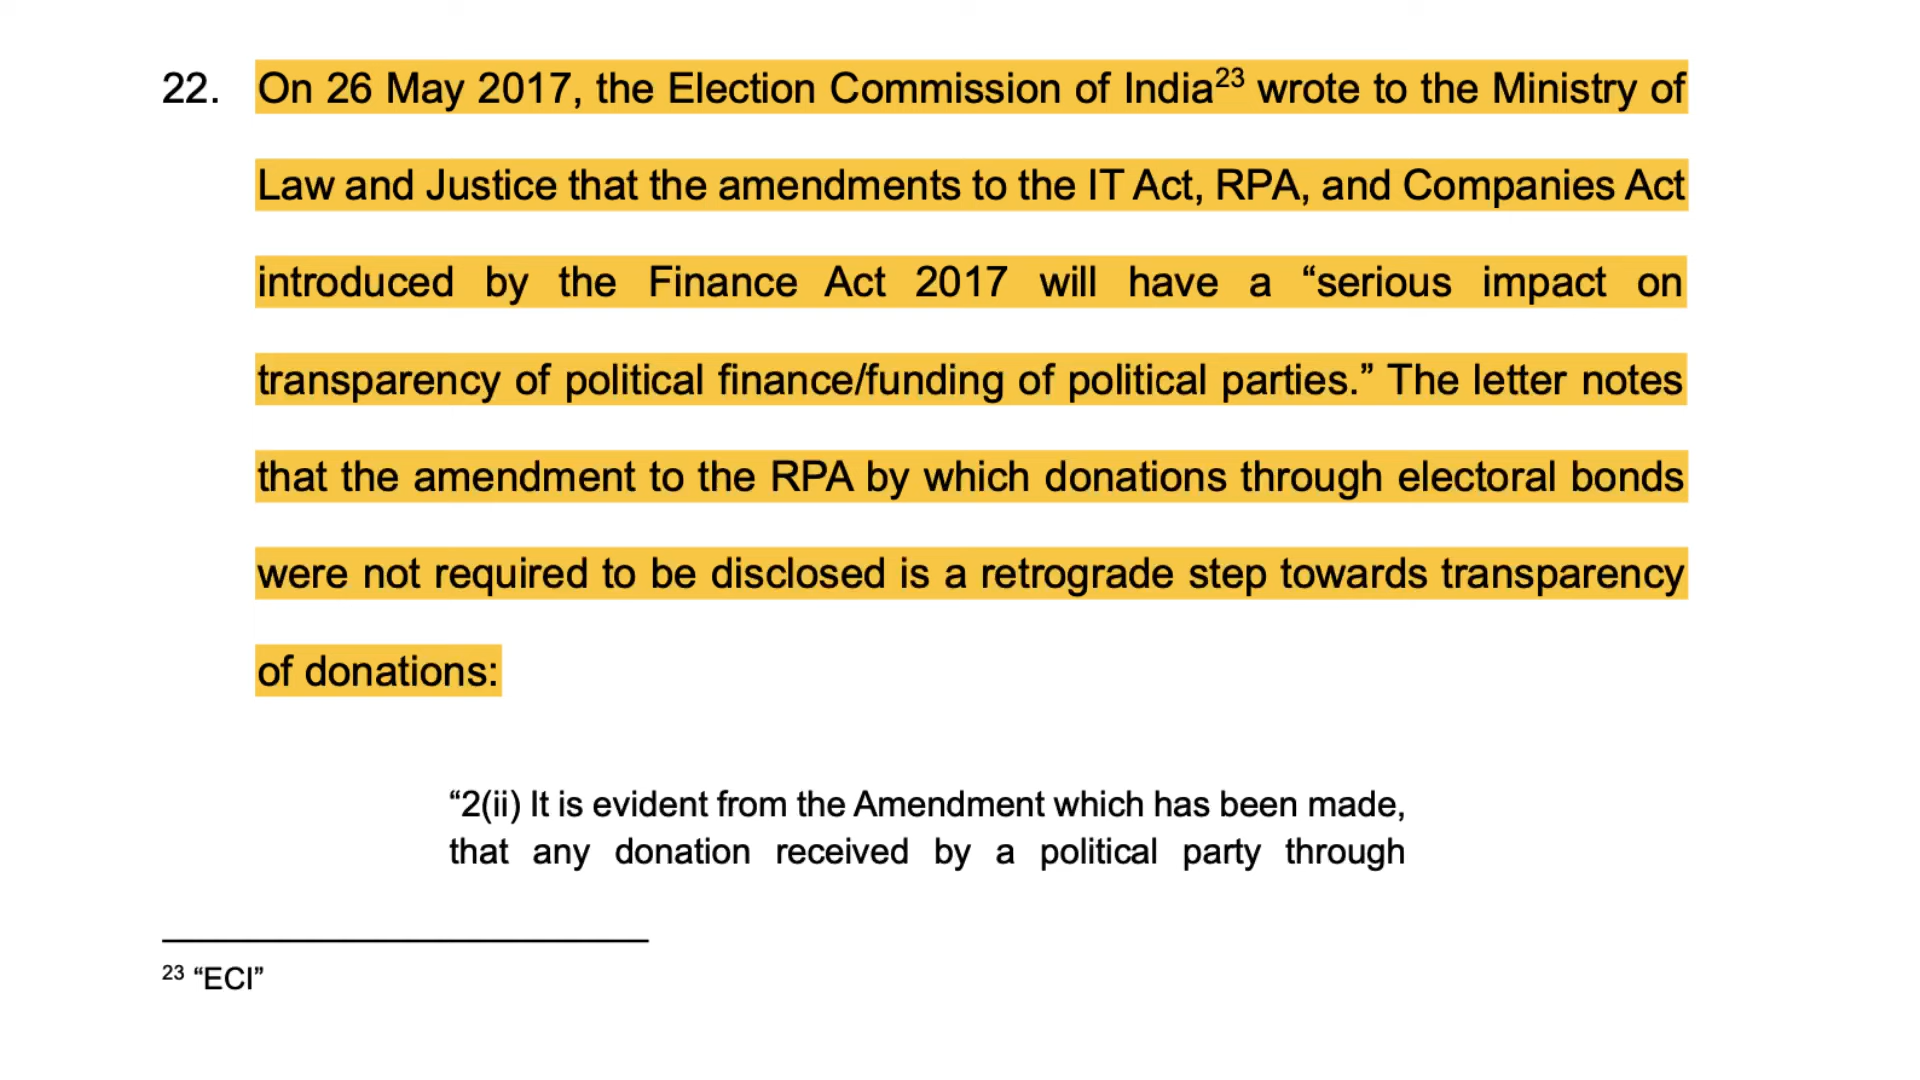 22. On 26 May 2017, the Election Commission of India²³ wrote to the Ministry of
Law and Justice that the amendments to the IT Act, RPA, and Companies Act
introduced by the Finance Act 2017 will have a “serious impact on
transparency of political finance/funding of political parties.” The letter notes
that the amendment to the RPA by which donations through electoral bonds
were not required to be disclosed is a retrograde step towards transparency
of donations:
“2(ii) It is evident from the Amendment which has been made,
that any donation received by a political party through
²³ “ECI”